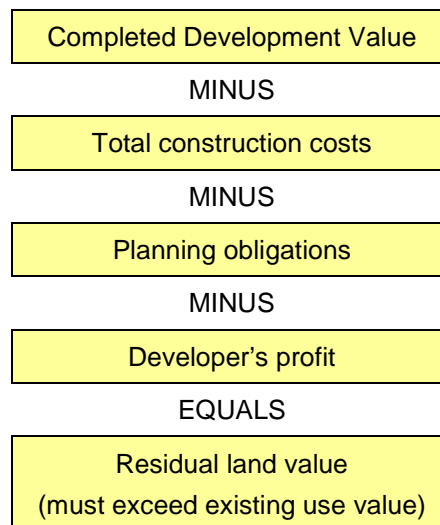 Completed Development Value
MINUS
Total construction costs
MINUS
Planning obligations
MINUS
Developer’s profit
EQUALS
Residual land value
(must exceed existing use value)